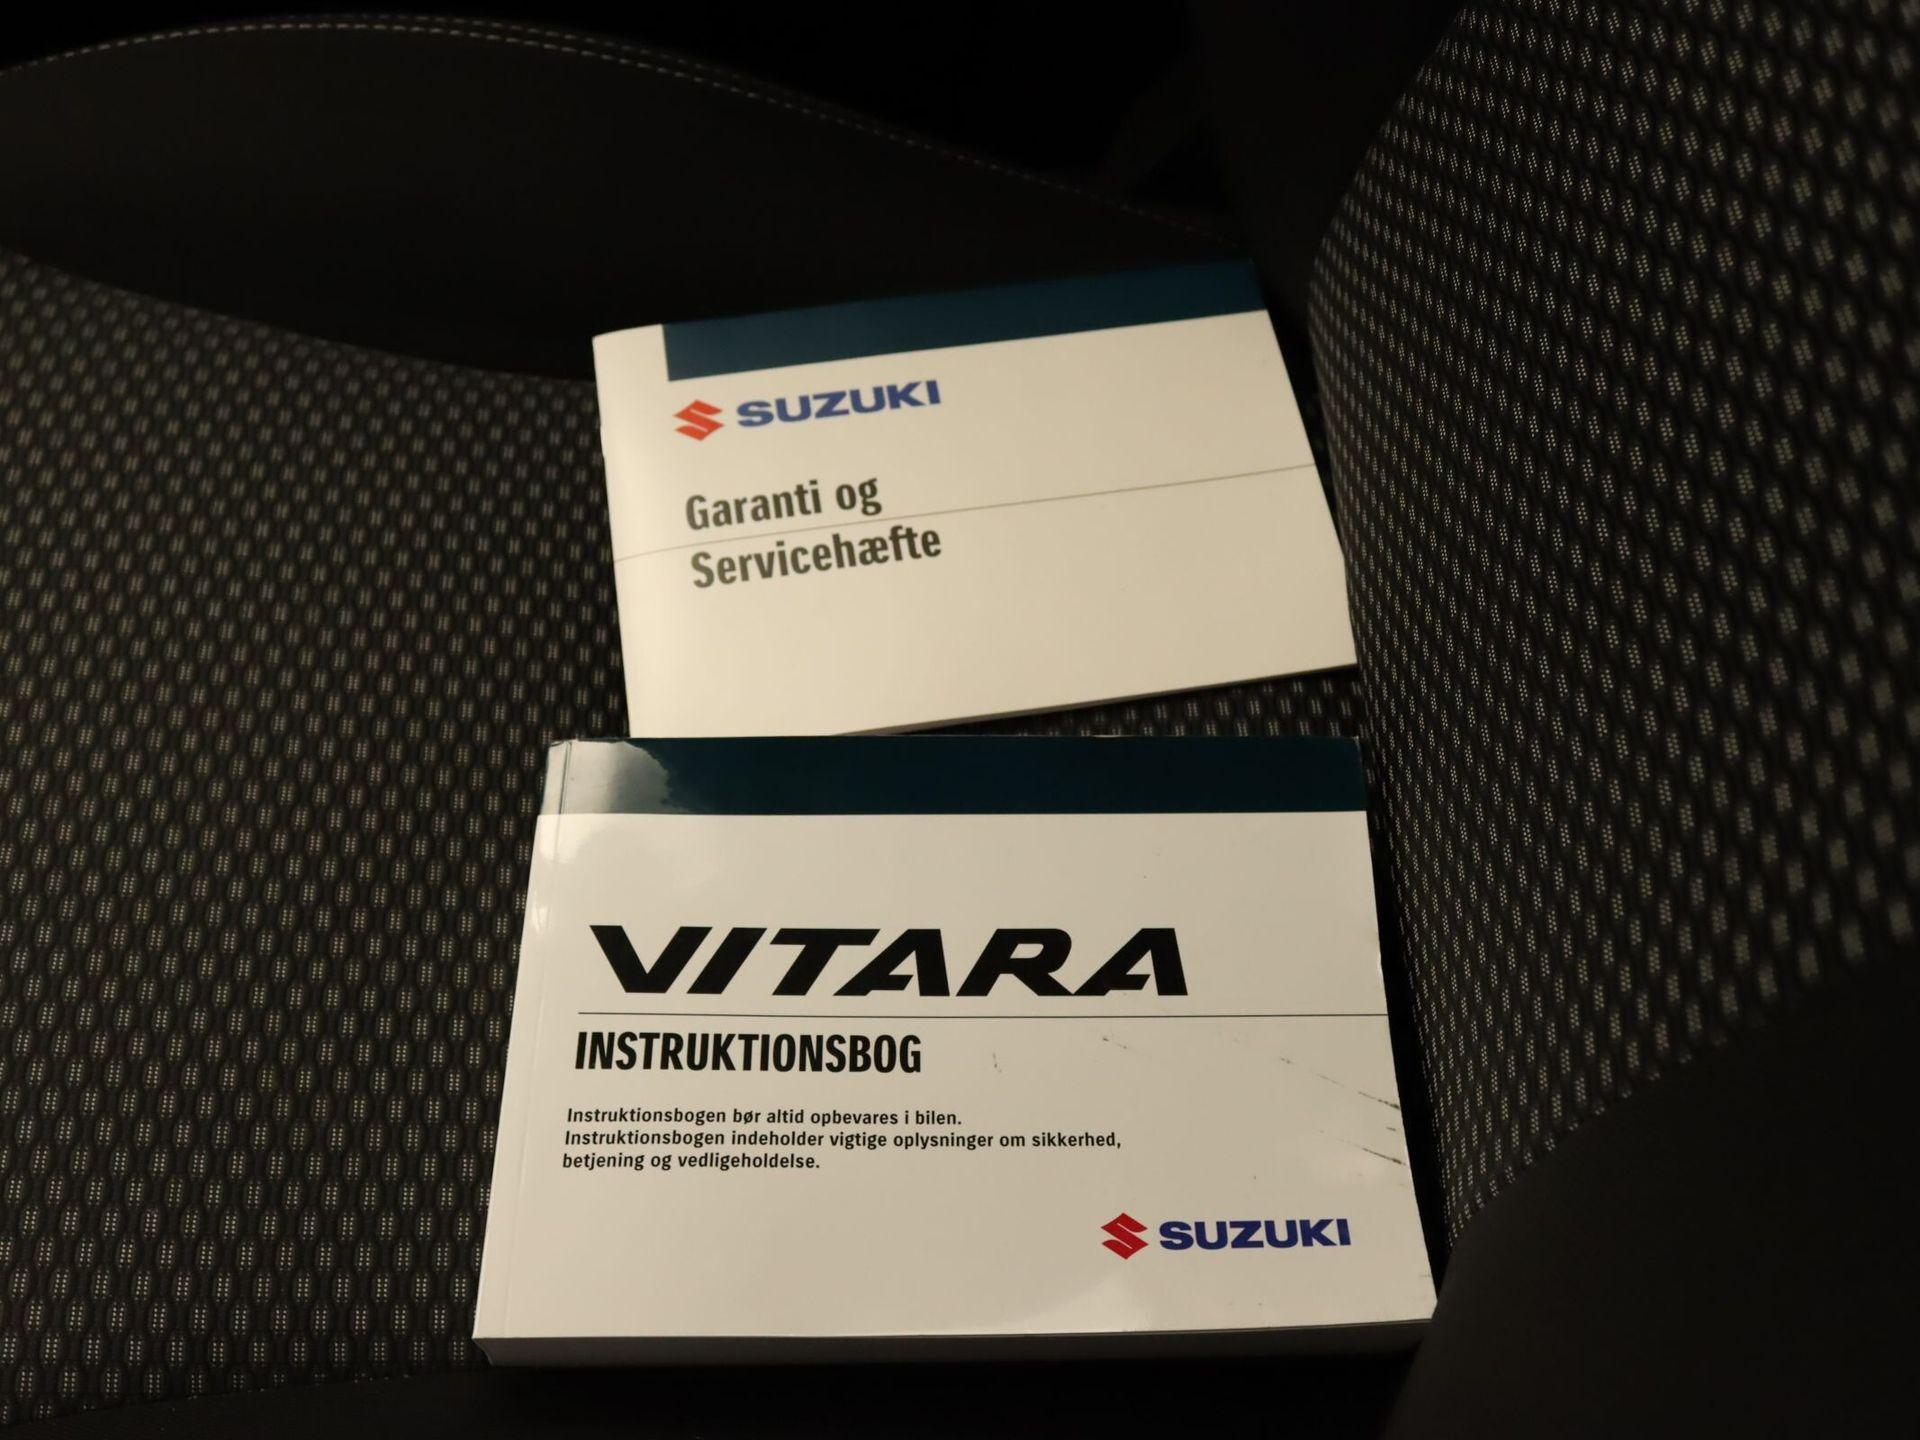 SUZUKI
Garanti og
Servicehæfte
VITARA
INSTRUKTIONSBOG
Instruktionsbogen bør altid opbevares i bilen.
Instruktionsbogen indeholder vigtige oplysninger om sikkerhed,
betjening og vedligeholdelse.
SUZUKI